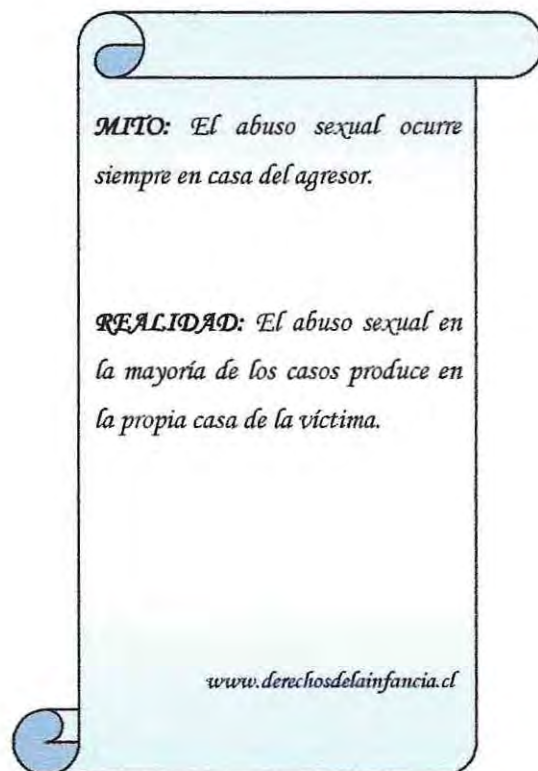 MITO: El abuso sexual ocurre
siempre en casa del agresor.
REALIDAD: El abuso sexual en
la mayoría de los casos produce en
la propia casa de la víctima.
www.derechosdelainfancia.cl